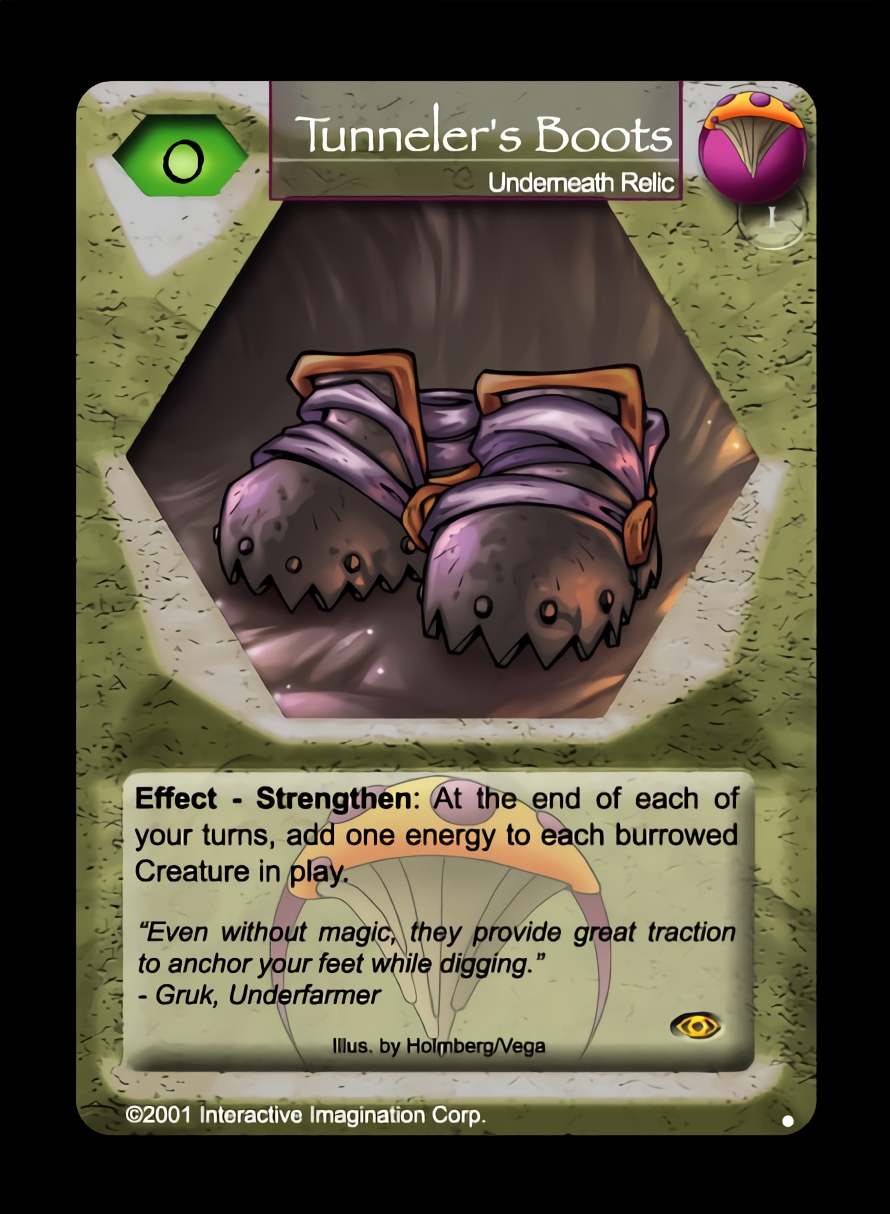 0
Tunneler's Boots
Underneath Relic
I
Effect - Strengthen: At the end of each of
your turns, add one energy to each burrowed
Creature in play.
“Even without magic, they provide great traction
to anchor your feet while digging.”
- Gruk, Underfarmer
Illus. by Holmberg/Vega
©2001 Interactive Imagination Corp.